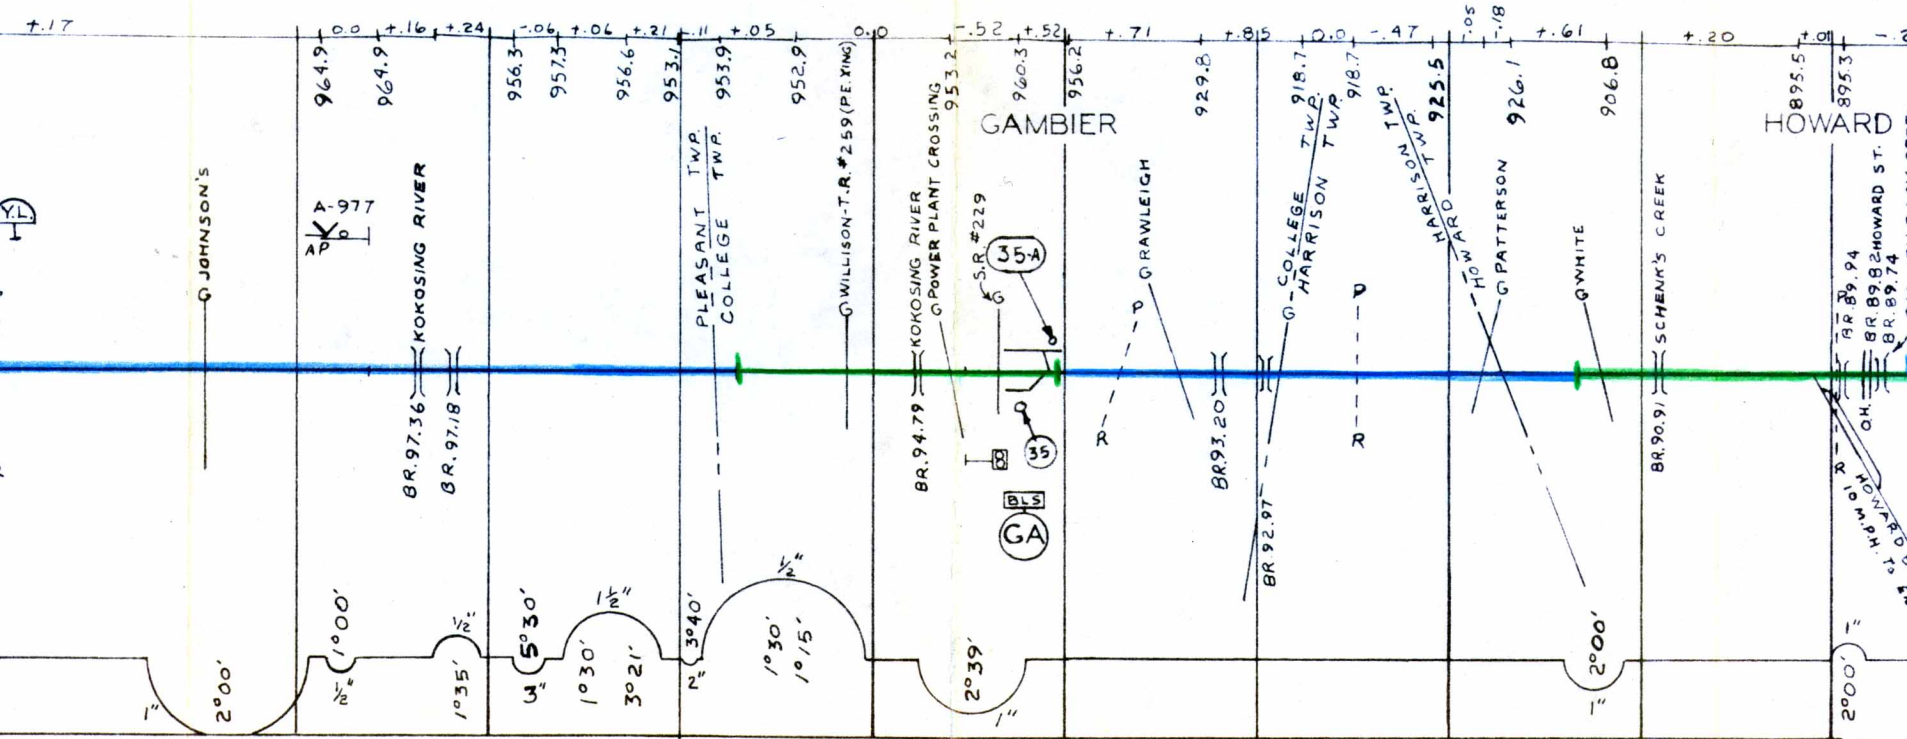 +.17 0.0 +.16 +.24 -.06 +.06 +.21 -.11 +.05 0.0 -.52 +.52 +.71 +.85 0.0 -.47 -.05 -.18 +.61 +.20 +.01
964.9 964.9 956.3 957.3 956.6 953.1 953.9 952.9 953.2 960.3 956.2 929.8 918.7 918.7 925.5 926.1 906.8 895.5 895.3
GAMBIER
HOWARD
Y.L.
JOHNSON'S
A-977
AP
KOKOSING RIVER
BR. 97.36
BR. 97.18
PLEASANT TWP.
COLLEGE TWP.
WILLISON-T.R.#259 (PE. XING)
KOKOSING RIVER
BR. 94.79
POWER PLANT CROSSING
S.R. #229
35-A
35
BLS
GA
P
R
RAWLEIGH
BR. 93.20
COLLEGE TWP.
HARRISON TWP.
BR. 92.97
P
R
HARRISON TWP.
HOWARD TWP.
PATTERSON
WHITE
SCHENK'S CREEK
BR. 90.91
P
R
BR. 89.94
O.H.
BR. 89.82 HOWARD ST.
BR. 89.74
HOWARD
10 M.P.H. TO
1" 2°00'
1°00' 1/2"
1/2" 1°35'
5°30' 3"
1 1/2" 1°30' 3°21'
3°40' 2"
1/2" 1°30' 1°15'
2°39' 1"
2°00' 1"
1" 2°00'